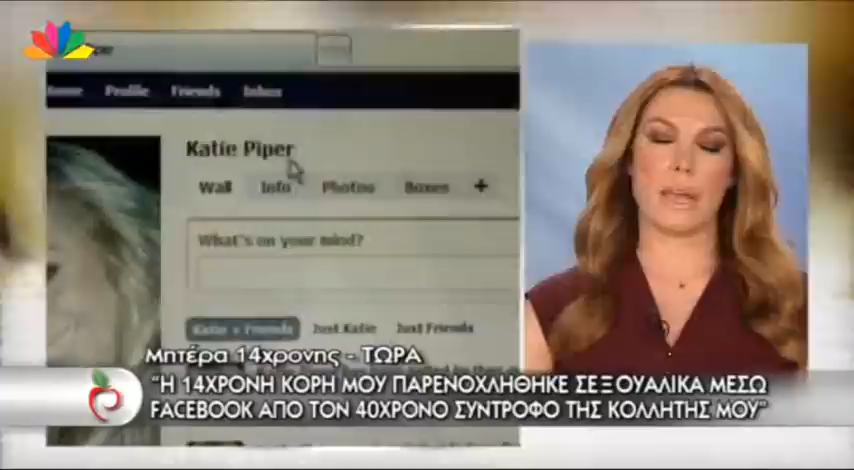 Home Profile Friends Inbox
Katie Piper
Wall Info Photos Boxes +
What's on your mind?
Katie + Friends Just Katie Just Friends
Μητέρα 14χρονης - ΤΩΡΑ
"Η 14ΧΡΟΝΗ ΚΟΡΗ ΜΟΥ ΠΑΡΕΝΟΧΛΗΘΗΚΕ ΣΕΞΟΥΑΛΙΚΑ ΜΕΣΩ
FACEBOOK ΑΠΟ ΤΟΝ 40ΧΡΟΝΟ ΣΥΝΤΡΟΦΟ ΤΗΣ ΚΟΛΛΗΤΗΣ ΜΟΥ"